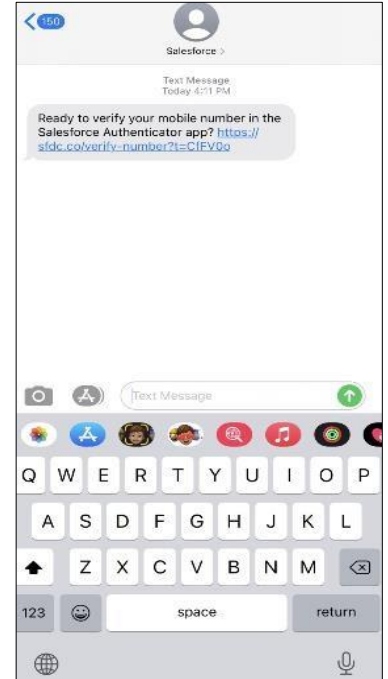 150
Salesforce >
Text Message
Today 4:11 PM
Ready to verify your mobile number in the
Salesforce Authenticator app? https://
sfdc.co/verify-number?t=CfFV0o
Text Message
Q W E R T Y U I O P
A S D F G H J K L
Z X C V B N M
123 space return